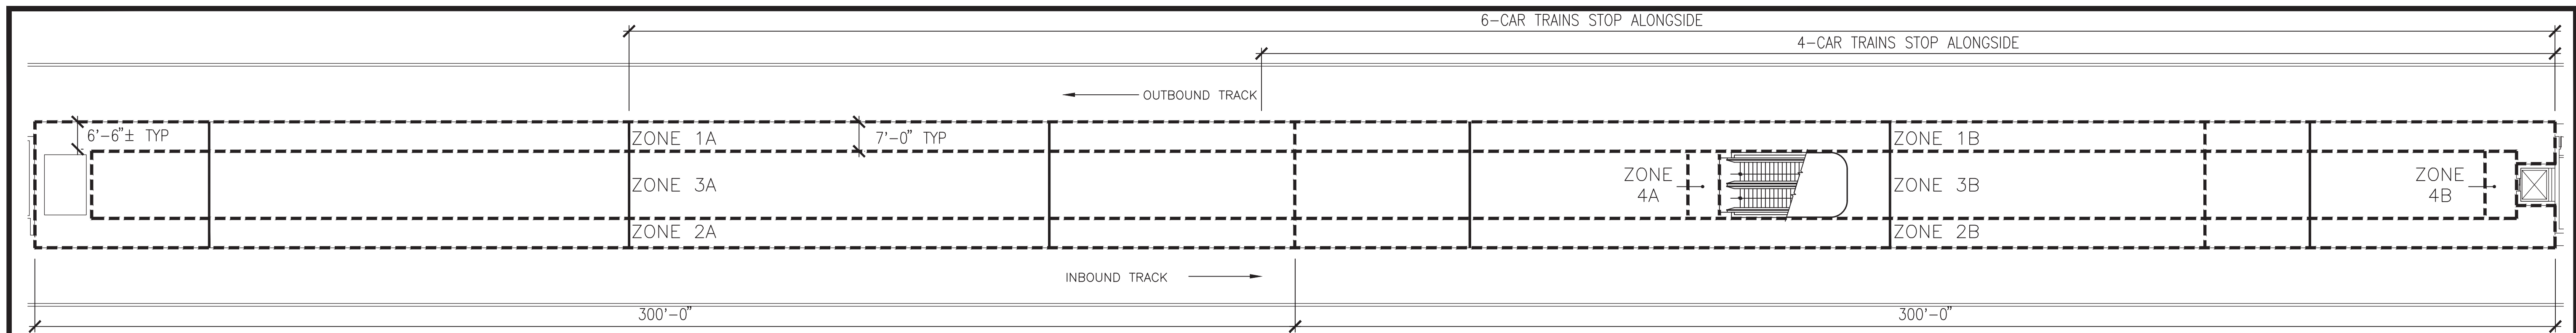 6-CAR TRAINS STOP ALONGSIDE
4-CAR TRAINS STOP ALONGSIDE
OUTBOUND TRACK
6'-6"± TYP
ZONE 1A
7'-0" TYP
ZONE 1B
ZONE 3A
ZONE
4A
ZONE 3B
ZONE
4B
ZONE 2A
ZONE 2B
INBOUND TRACK
300'-0"
300'-0"